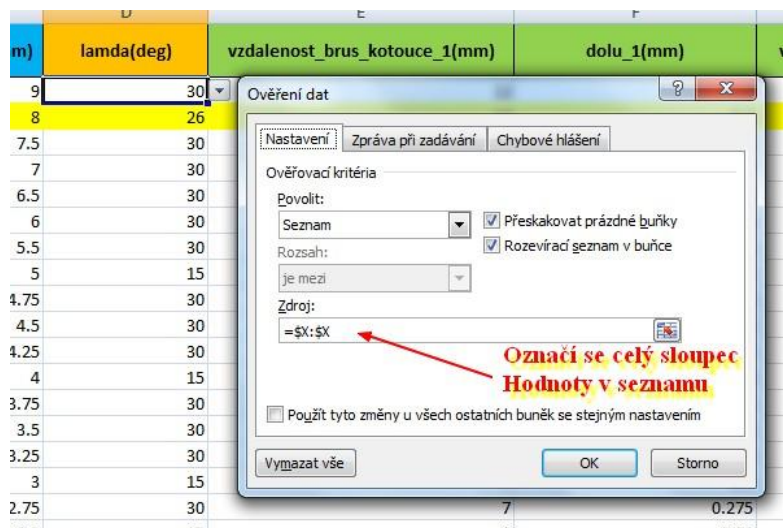 D E F
m) lamda(deg) vzdalenost_brus_kotouce_1(mm) dolu_1(mm)
9 30
8 26
7.5 30
7 30
6.5 30
6 30
5.5 30
5 15
4.75 30
4.5 30
4.25 30
4 15
3.75 30
3.5 30
3.25 30
3 15
2.75 30 7 0.275
Ověření dat
Nastavení Zpráva při zadávání Chybové hlášení
Ověřovací kritéria
Povolit:
Seznam
Přeskakovat prázdné buňky
Rozevírací seznam v buňce
Rozsah:
je mezi
Zdroj:
=$X:$X
Označí se celý sloupec
Hodnoty v seznamu
Použít tyto změny u všech ostatních buněk se stejným nastavením
Vymazat vše OK Storno